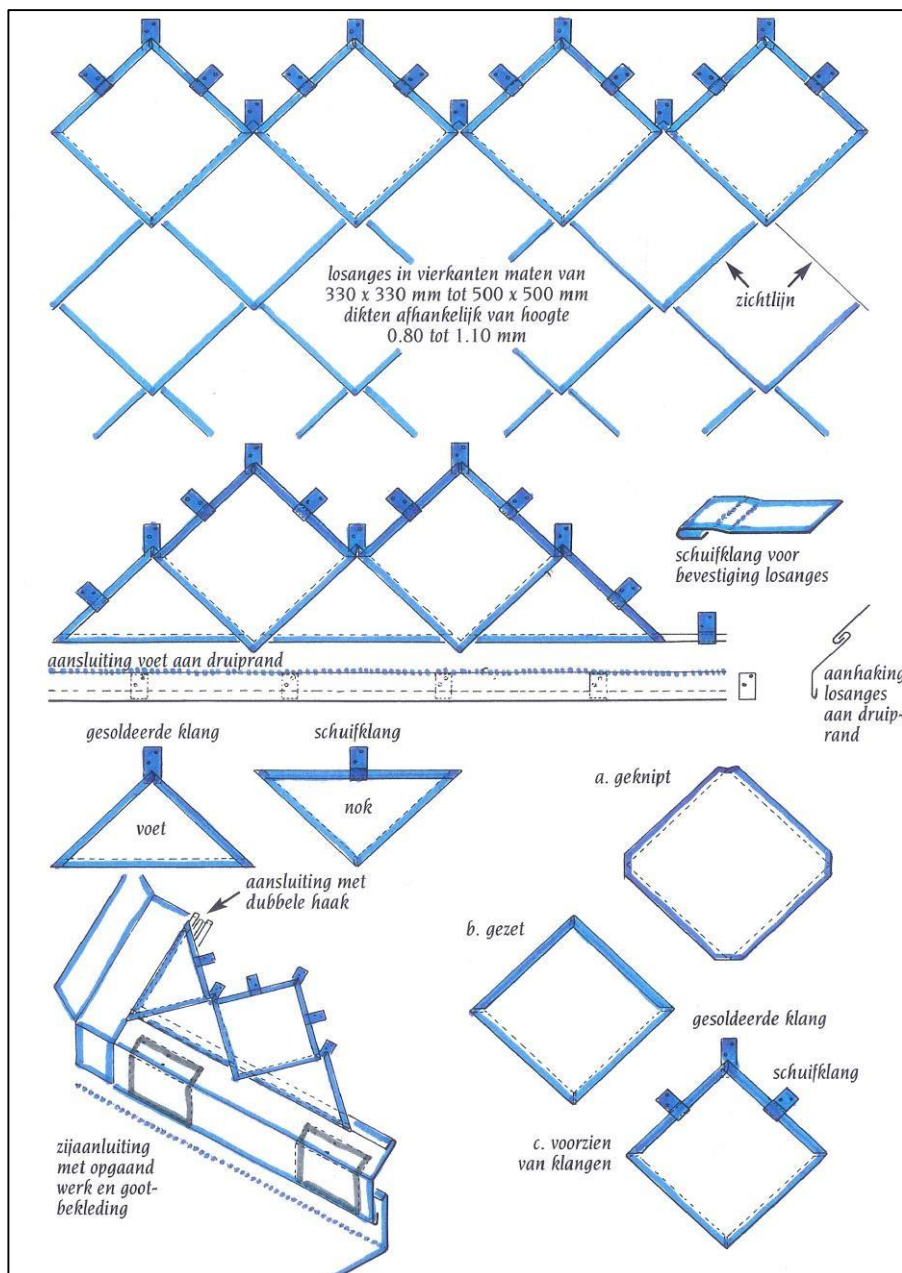 losanges in vierkanten maten van
330 x 330 mm tot 500 x 500 mm
dikten afhankelijk van hoogte
0.80 tot 1.10 mm
zichtlijn
schuifklang voor
bevestiging losanges
aansluiting voet aan druiprand
aanhaking
losanges
aan druip-
rand
gesoldeerde klang
schuifklang
voet
nok
a. geknipt
aansluiting met
dubbele haak
b. gezet
gesoldeerde klang
schuifklang
c. voorzien
van klangen
zijaanluiting
met opgaand
werk en goot-
bekleding